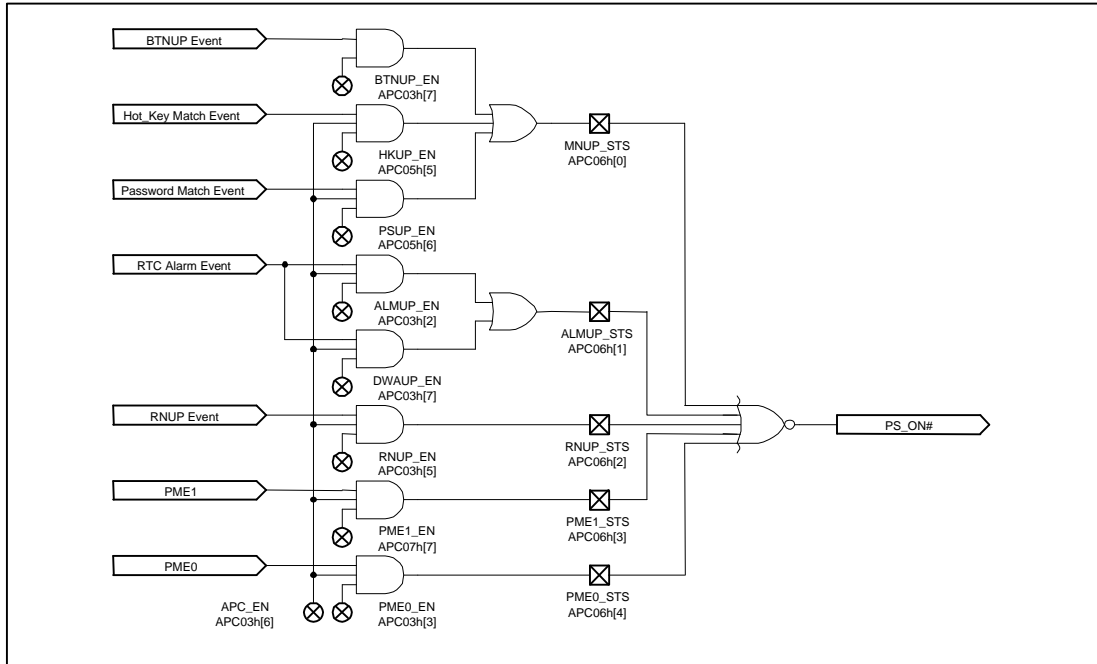 BTNUP Event
BTNUP_EN
APC03h[7]
Hot_Key Match Event
HKUP_EN
APC05h[5]
MNUP_STS
APC06h[0]
Password Match Event
PSUP_EN
APC05h[6]
RTC Alarm Event
ALMUP_EN
APC03h[2]
ALMUP_STS
APC06h[1]
DWAUP_EN
APC03h[7]
RNUP Event
PS_ON#
RNUP_EN
APC03h[5]
RNUP_STS
APC06h[2]
PME1
PME1_EN
APC07h[7]
PME1_STS
APC06h[3]
PME0
APC_EN
APC03h[6]
PME0_EN
APC03h[3]
PME0_STS
APC06h[4]